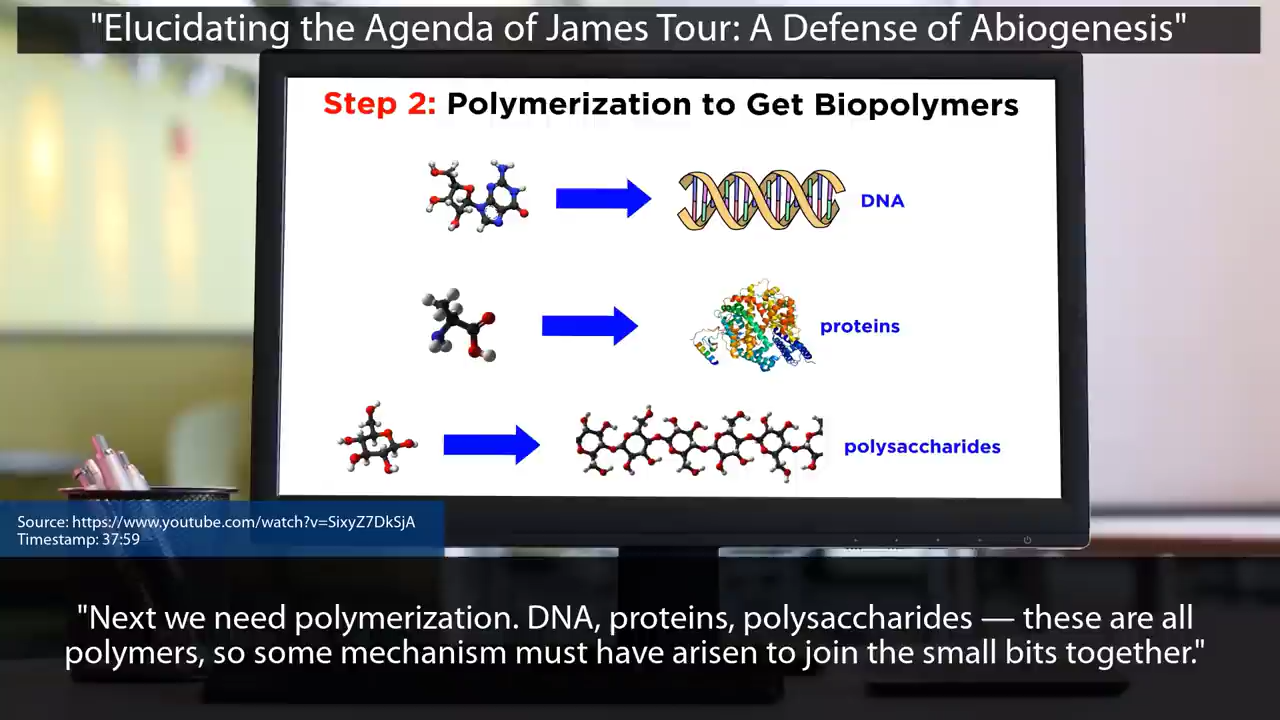 "Elucidating the Agenda of James Tour: A Defense of Abiogenesis"
Step 2: Polymerization to Get Biopolymers
DNA
proteins
polysaccharides
Source: https://www.youtube.com/watch?v=SixyZ7DkSjA
Timestamp: 37:59
"Next we need polymerization. DNA, proteins, polysaccharides — these are all
polymers, so some mechanism must have arisen to join the small bits together."